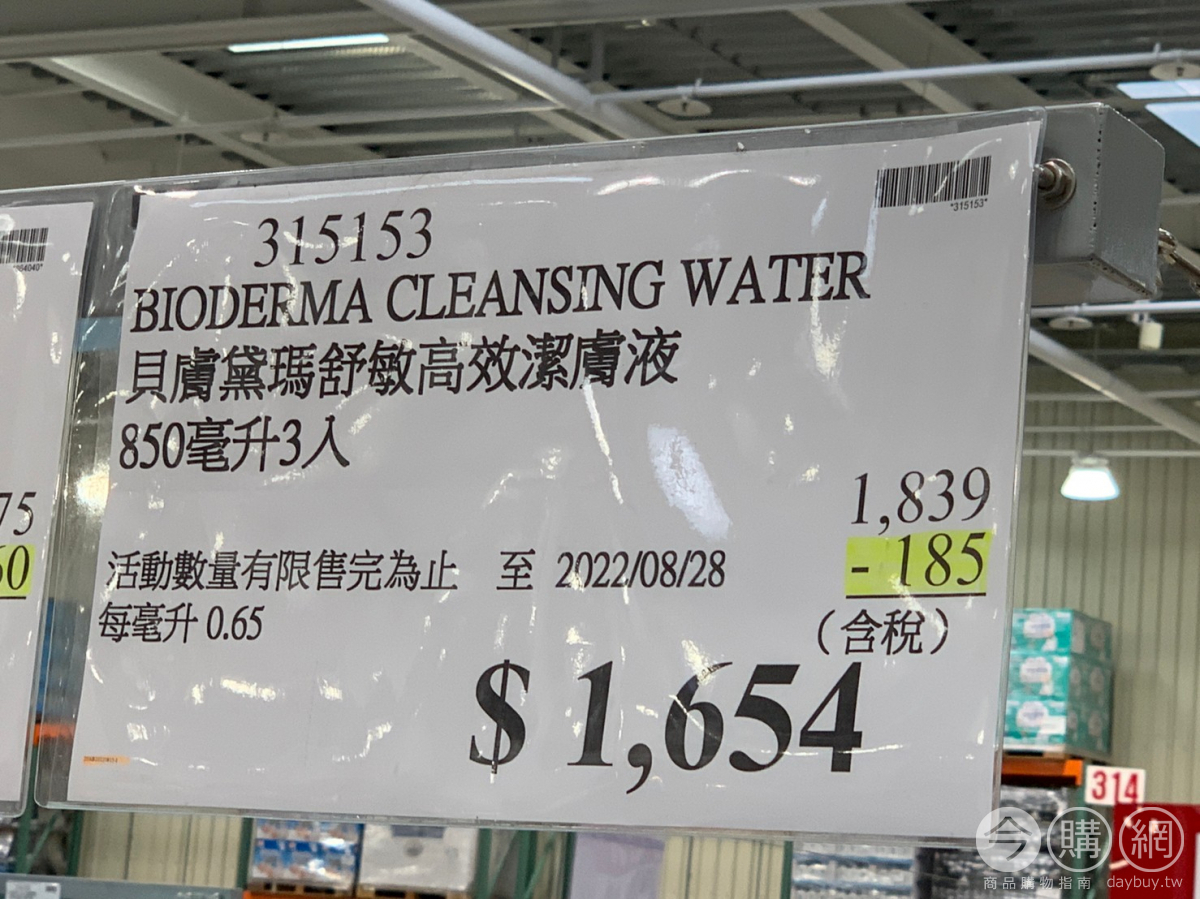 315153
"315153"
BIODERMA CLEANSING WATER
貝膚黛瑪舒敏高效潔膚液
850毫升3入
1,839
- 185
活動數量有限售完為止 至 2022/08/28
每毫升 0.65
(含稅)
$ 1,654
75
60
314
今購網
商品購物指南 daybuy.tw